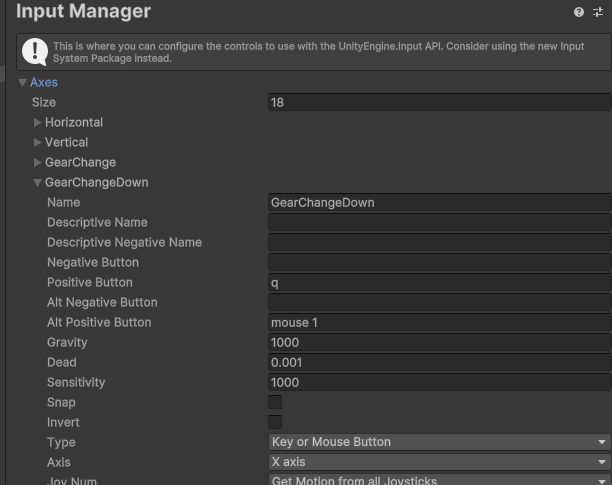 Input Manager
This is where you can configure the controls to use with the UnityEngine.Input API. Consider using the new Input
System Package instead.
Axes
Size 18
Horizontal
Vertical
GearChange
GearChangeDown
Name GearChangeDown
Descriptive Name
Descriptive Negative Name
Negative Button
Positive Button q
Alt Negative Button
Alt Positive Button mouse 1
Gravity 1000
Dead 0.001
Sensitivity 1000
Snap
Invert
Type Key or Mouse Button
Axis X axis
Joy Num Get Motion from all Joysticks